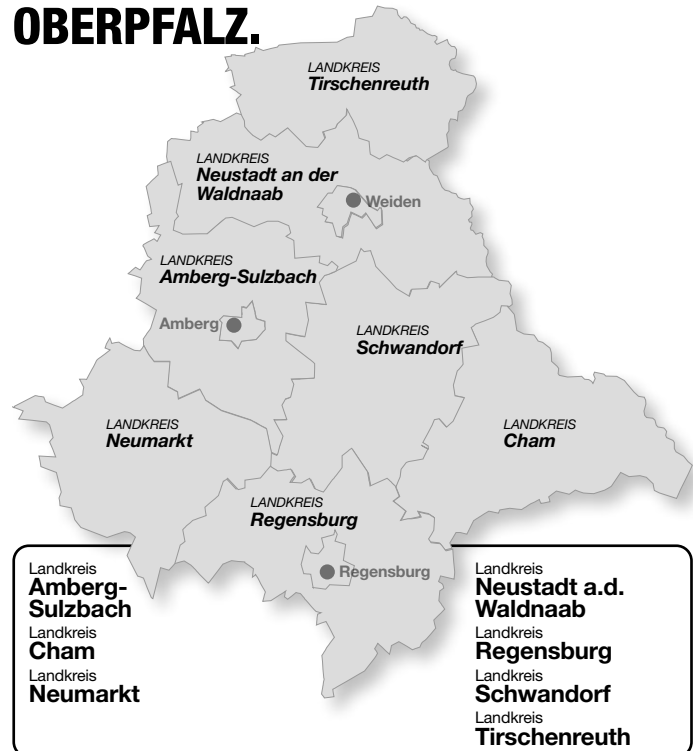 OBERPFALZ.
LANDKREIS
Tirschenreuth
LANDKREIS
Neustadt an der
Waldnaab
Weiden
LANDKREIS
Amberg-Sulzbach
Amberg
LANDKREIS
Schwandorf
LANDKREIS
Neumarkt
LANDKREIS
Cham
LANDKREIS
Regensburg
Regensburg
Landkreis
Amberg-
Sulzbach
Landkreis
Cham
Landkreis
Neumarkt
Landkreis
Neustadt a.d.
Waldnaab
Landkreis
Regensburg
Landkreis
Schwandorf
Landkreis
Tirschenreuth